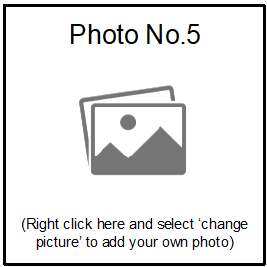 Photo No.5
(Right click here and select ‘change
picture’ to add your own photo)